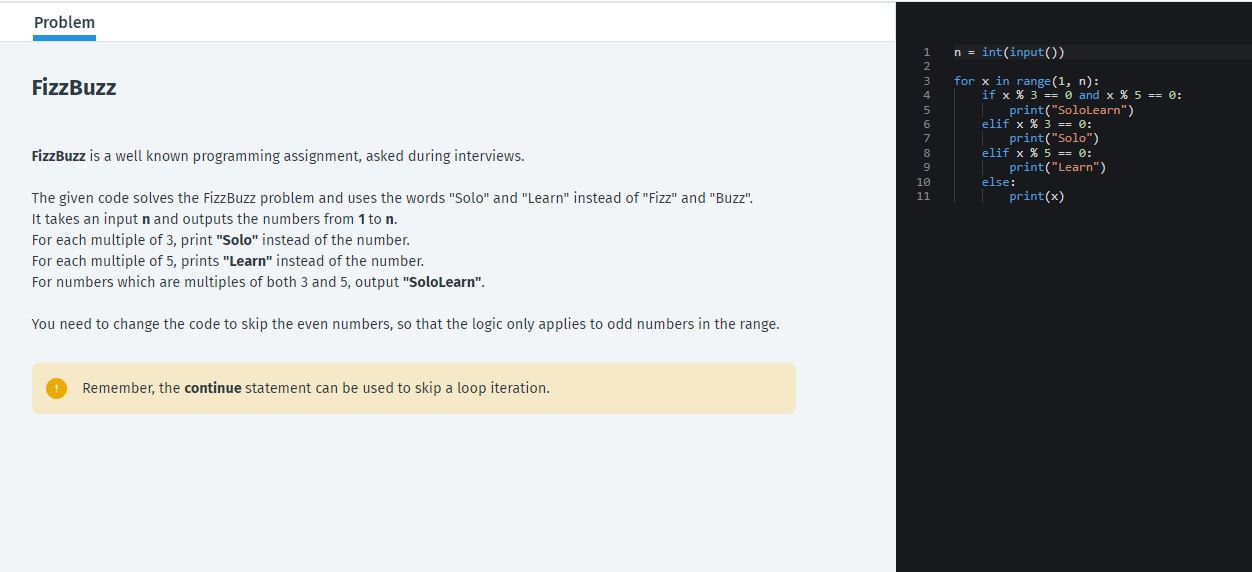 Problem
FizzBuzz
FizzBuzz is a well known programming assignment, asked during interviews.
The given code solves the FizzBuzz problem and uses the words "Solo" and "Learn" instead of "Fizz" and "Buzz".
It takes an input n and outputs the numbers from 1 to n.
For each multiple of 3, print "Solo" instead of the number.
For each multiple of 5, prints "Learn" instead of the number.
For numbers which are multiples of both 3 and 5, output "SoloLearn".
You need to change the code to skip the even numbers, so that the logic only applies to odd numbers in the range.
! Remember, the continue statement can be used to skip a loop iteration.
1 n = int(input())
2
3 for x in range(1, n):
4     if x % 3 == 0 and x % 5 == 0:
5         print("SoloLearn")
6     elif x % 3 == 0:
7         print("Solo")
8     elif x % 5 == 0:
9         print("Learn")
10     else:
11         print(x)